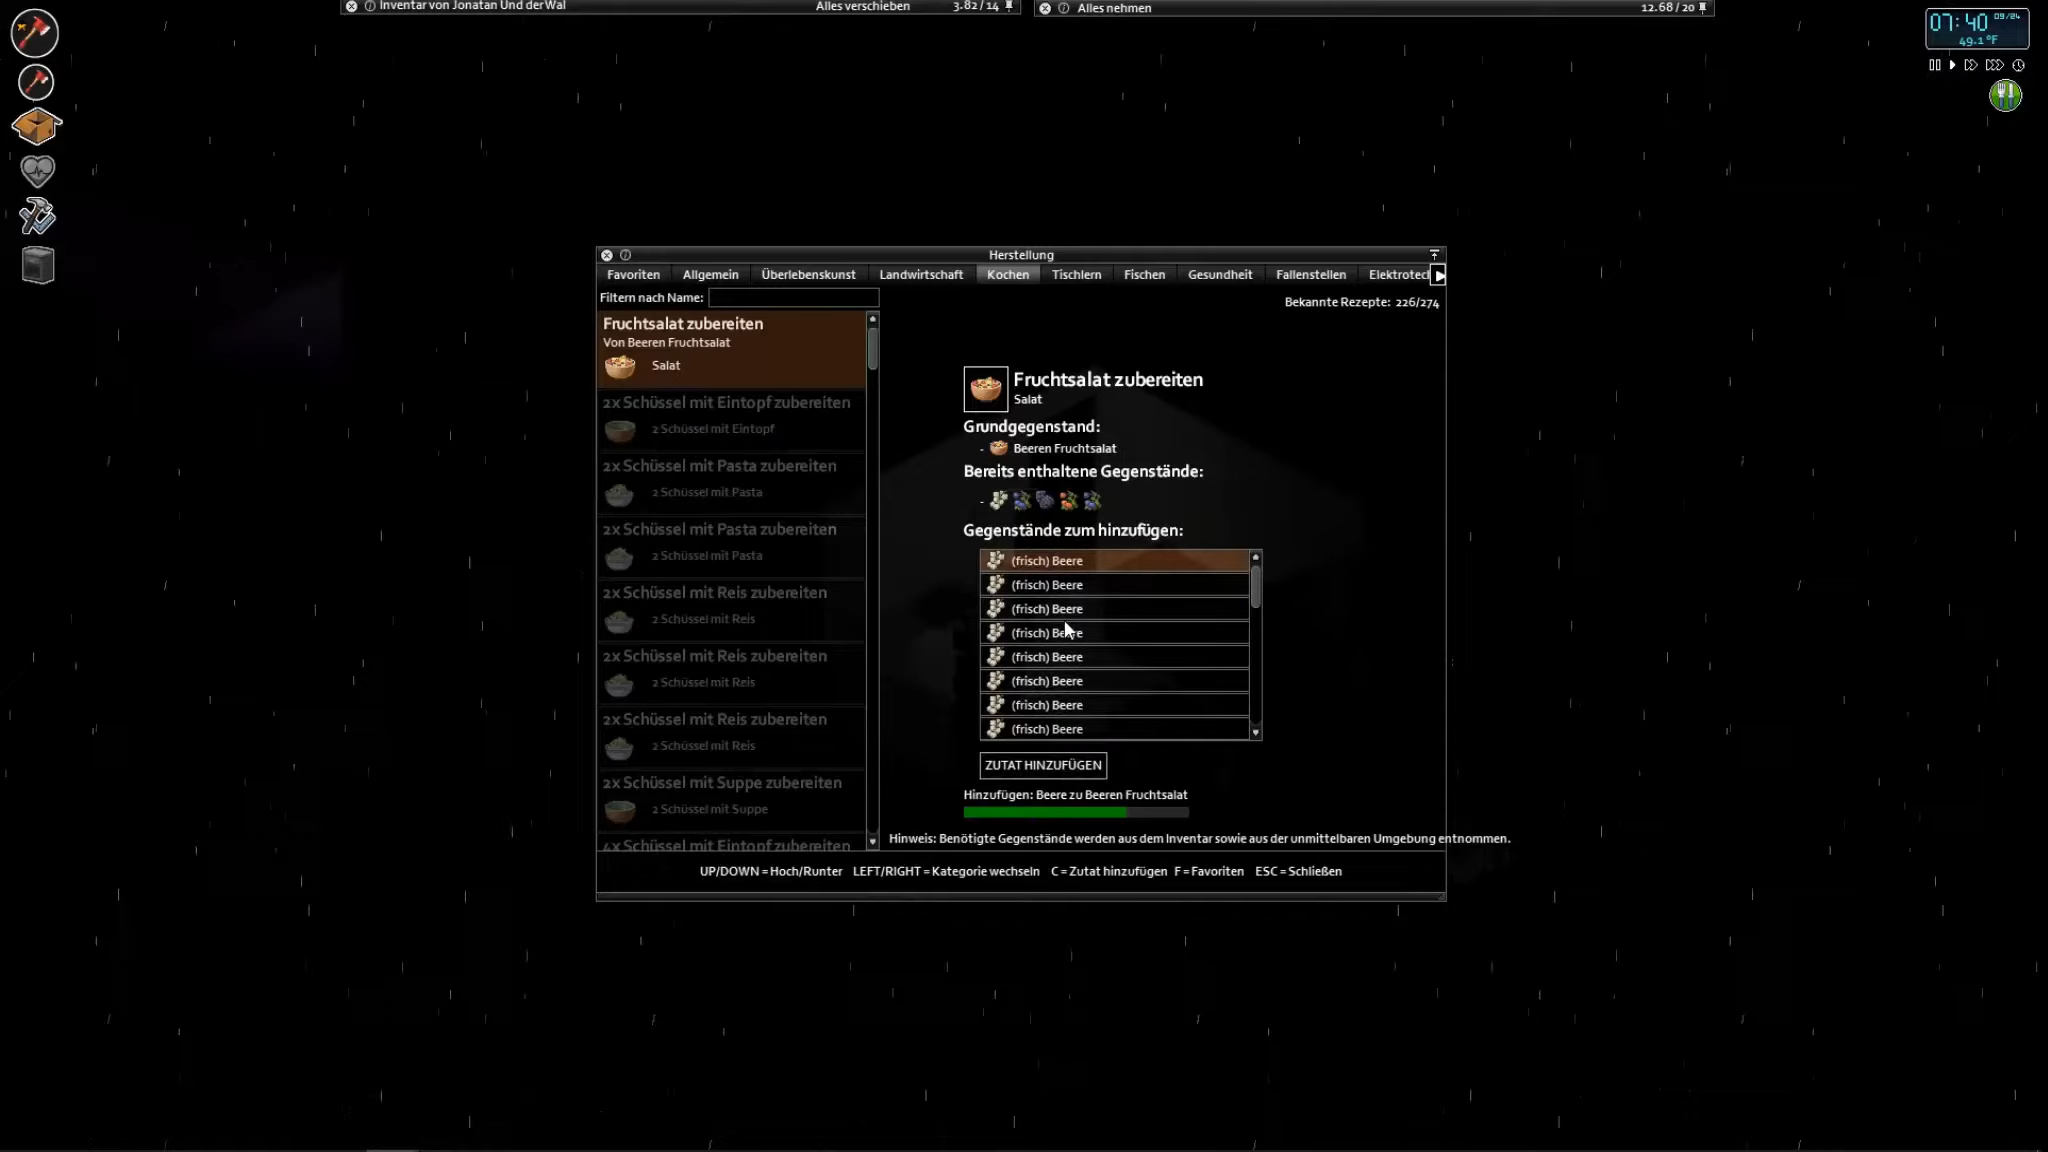 Inventar von Jonatan Und der Wal
Alles verschieben
3.82 / 14
Alles nehmen
12.68 / 20
07:40
09/24
49.1 °F
Herstellung
Favoriten
Allgemein
Überlebenskunst
Landwirtschaft
Kochen
Tischlern
Fischen
Gesundheit
Fallenstellen
Elektrotech
Filtern nach Name:
Bekannte Rezepte: 226/274
Fruchtsalat zubereiten
Von Beeren Fruchtsalat
Salat
2x Schüssel mit Eintopf zubereiten
2 Schüssel mit Eintopf
2x Schüssel mit Pasta zubereiten
2 Schüssel mit Pasta
2x Schüssel mit Pasta zubereiten
2 Schüssel mit Pasta
2x Schüssel mit Reis zubereiten
2 Schüssel mit Reis
2x Schüssel mit Reis zubereiten
2 Schüssel mit Reis
2x Schüssel mit Reis zubereiten
2 Schüssel mit Reis
2x Schüssel mit Suppe zubereiten
2 Schüssel mit Suppe
4x Schüssel mit Eintopf zubereiten
Fruchtsalat zubereiten
Salat
Grundgegenstand:
- Beeren Fruchtsalat
Bereits enthaltene Gegenstände:
-
Gegenstände zum hinzufügen:
(frisch) Beere
(frisch) Beere
(frisch) Beere
(frisch) Beere
(frisch) Beere
(frisch) Beere
(frisch) Beere
(frisch) Beere
ZUTAT HINZUFÜGEN
Hinzufügen: Beere zu Beeren Fruchtsalat
Hinweis: Benötigte Gegenstände werden aus dem Inventar sowie aus der unmittelbaren Umgebung entnommen.
UP/DOWN = Hoch/Runter LEFT/RIGHT = Kategorie wechseln C = Zutat hinzufügen F = Favoriten ESC = Schließen